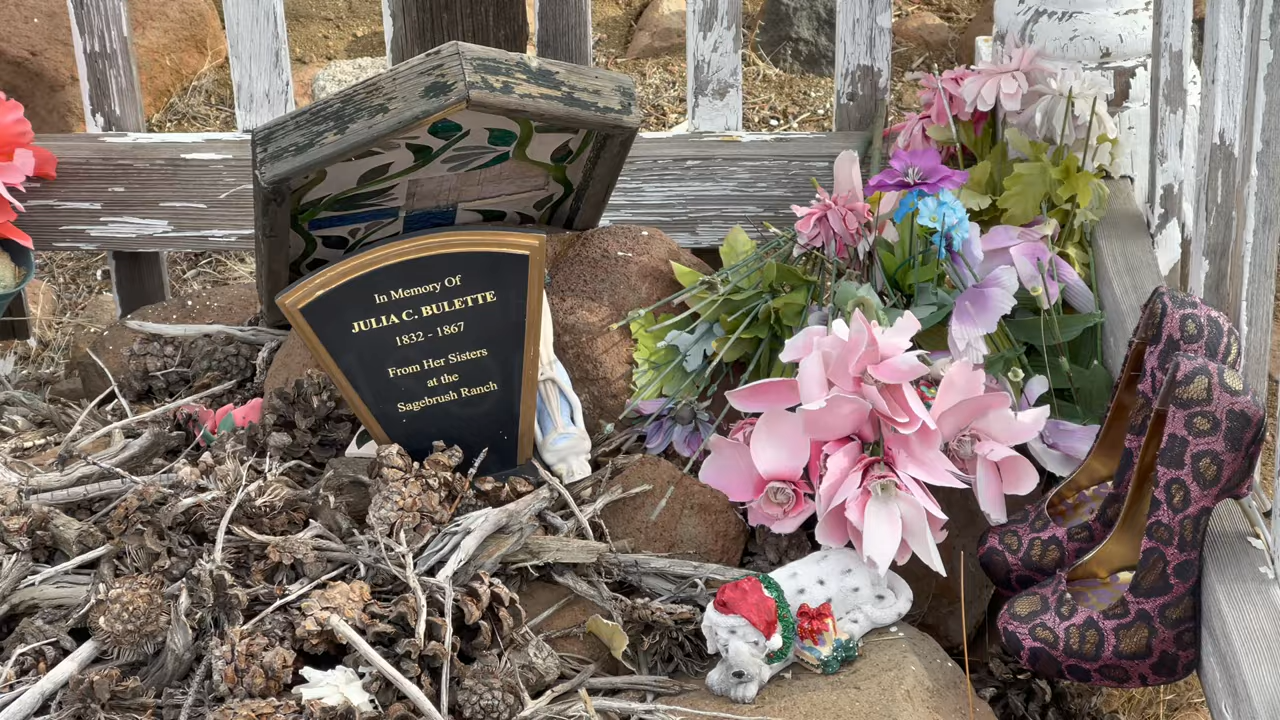 In Memory Of
JULIA C. BULETTE
1832 - 1867
From Her Sisters
at the
Sagebrush Ranch